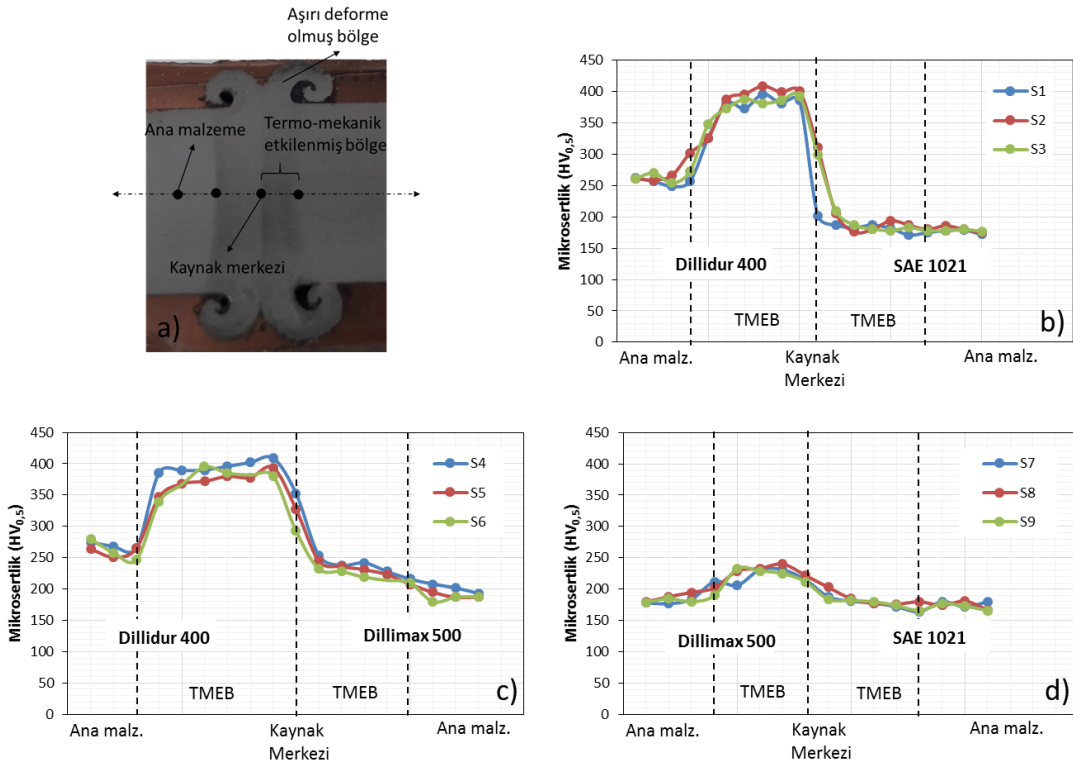 Aşırı deforme
olmuş bölge
Ana malzeme
Termo-mekanik
etkilenmiş bölge
Kaynak merkezi
a)
Mikrosertlik (HV0,5)
450
400
350
300
250
200
150
100
50
0
S1
S2
S3
Dillidur 400
SAE 1021
TMEB
TMEB
b)
Ana malz.
Kaynak
Merkezi
Ana malz.
Mikrosertlik (HV0,5)
450
400
350
300
250
200
150
100
50
0
S4
S5
S6
Dillidur 400
Dillimax 500
TMEB
TMEB
c)
Ana malz.
Kaynak
Merkezi
Ana malz.
Mikrosertlik (HV0,5)
450
400
350
300
250
200
150
100
50
0
S7
S8
S9
Dillimax 500
SAE 1021
TMEB
TMEB
d)
Ana malz.
Kaynak
Merkezi
Ana malz.